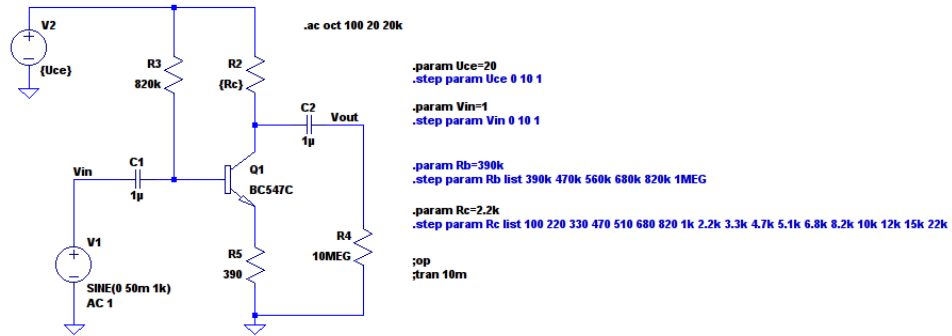 V2
{Uce}
R3
820k
R2
{Rc}
.ac oct 100 20 20k
C2
1µ
Vout
Vin
C1
1µ
Q1
BC547C
V1
SINE(0 50m 1k)
AC 1
R5
390
R4
10MEG
.param Uce=20
.step param Uce 0 10 1
.param Vin=1
.step param Vin 0 10 1
.param Rb=390k
.step param Rb list 390k 470k 560k 680k 820k 1MEG
.param Rc=2.2k
.step param Rc list 100 220 330 470 510 680 820 1k 2.2k 3.3k 4.7k 5.1k 6.8k 8.2k 10k 12k 15k 22k
;op
;tran 10m